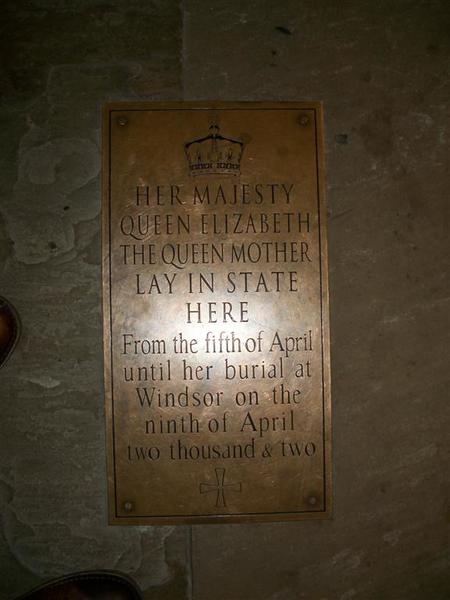 HER MAJESTY
QUEEN ELIZABETH
THE QUEEN MOTHER
LAY IN STATE
HERE
From the fifth of April
until her burial at
Windsor on the
ninth of April
two thousand & two